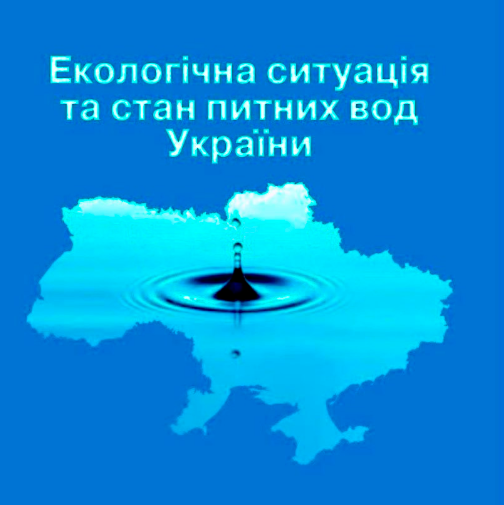 Екологічна ситуація
та стан питних вод
України